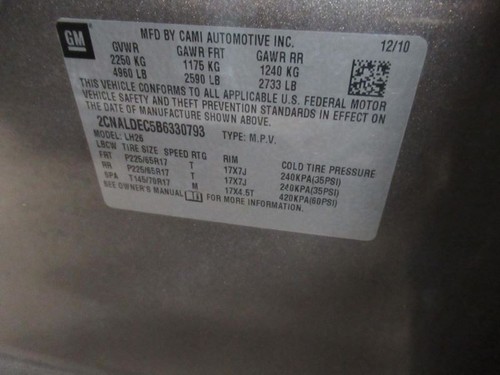 GM
MFD BY CAMI AUTOMOTIVE INC. 12/10
GVWR GAWR FRT GAWR RR
2250 KG 1175 KG 1240 KG
4960 LB 2590 LB 2733 LB
THIS VEHICLE CONFORMS TO ALL APPLICABLE U.S. FEDERAL MOTOR
VEHICLE SAFETY AND THEFT PREVENTION STANDARDS IN EFFECT ON
THE DATE OF MANUFACTURE SHOWN ABOVE.
2CNALDEC5B6330793 TYPE: M.P.V.
MODEL: LH26
LBCW TIRE SIZE SPEED RTG RIM COLD TIRE PRESSURE
FRT P225/65R17 T 17X7J 240KPA(35PSI)
RR P225/65R17 T 17X7J 240KPA(35PSI)
SPA T145/70R17 M 17X4.5T 420KPA(60PSI)
SEE OWNER'S MANUAL FOR MORE INFORMATION.